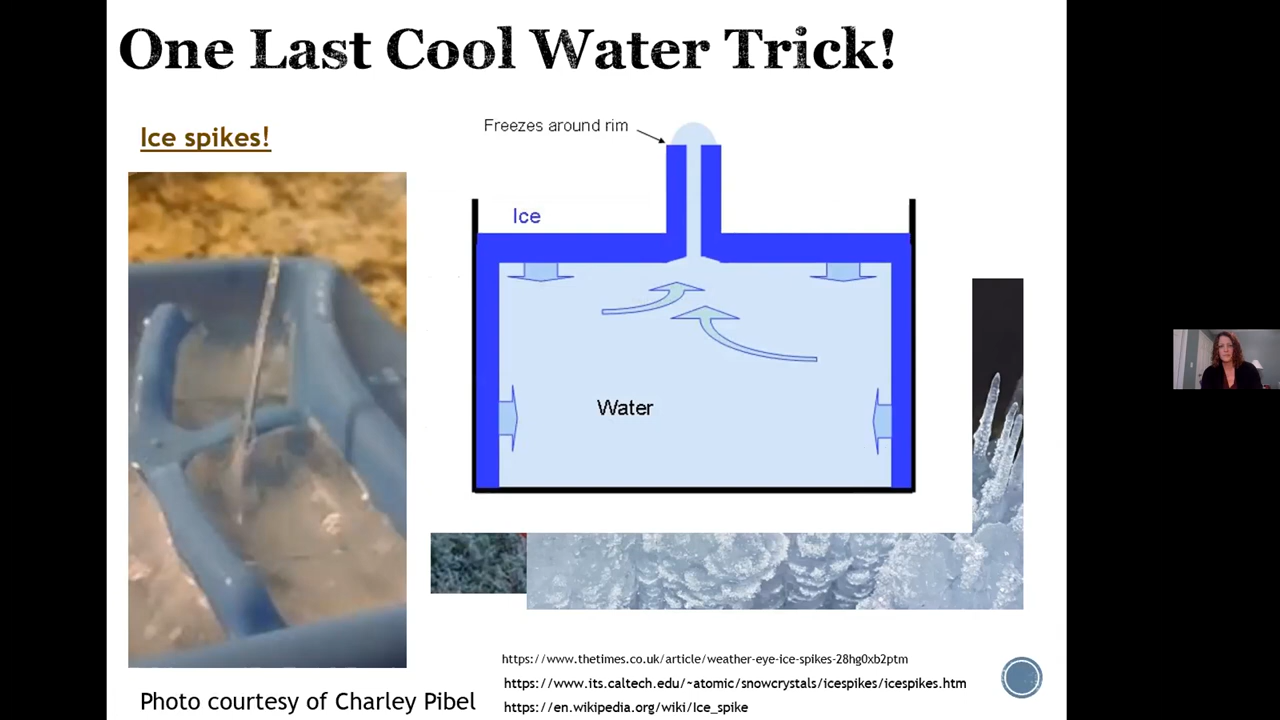 One Last Cool Water Trick!
Ice spikes!
Freezes around rim
Ice
Water
https://www.thetimes.co.uk/article/weather-eye-ice-spikes-28hg0xb2ptm
https://www.its.caltech.edu/~atomic/snowcrystals/icespikes/icespikes.htm
Photo courtesy of Charley Pibel
https://en.wikipedia.org/wiki/Ice_spike